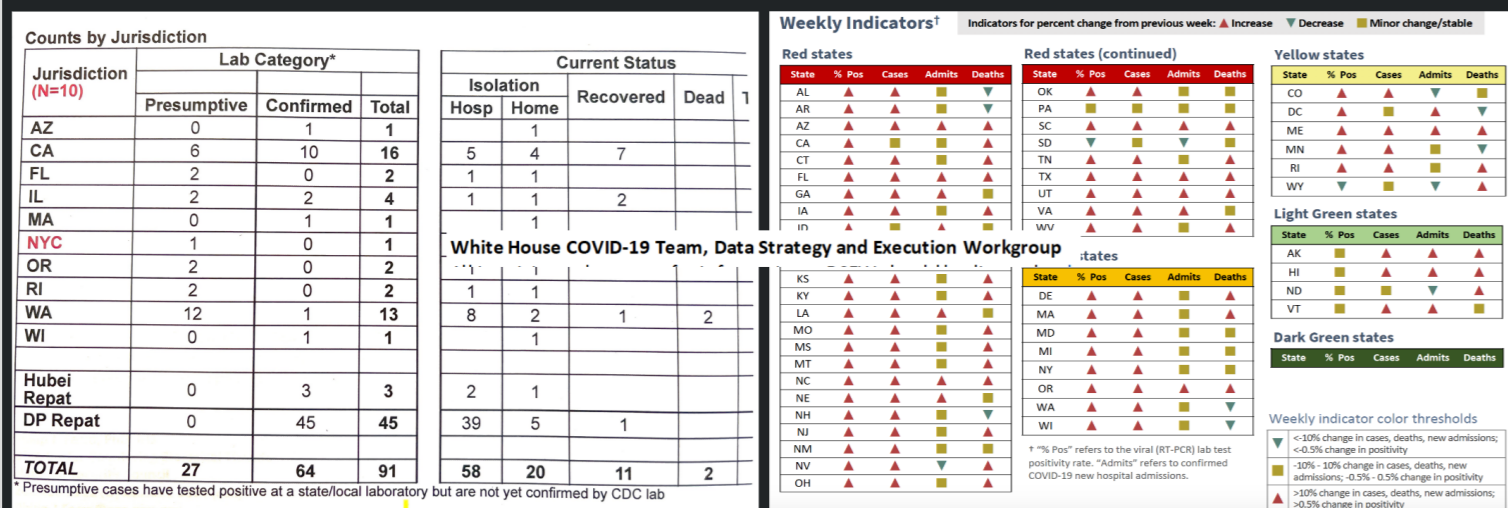 Counts by Jurisdiction
Jurisdiction (N=10) Lab Category* Current Status
Isolation Recovered Dead
Presumptive Confirmed Total Hosp Home
AZ 0 1 1 1
CA 6 10 16 5 4 7
FL 2 0 2 1 1
IL 2 2 4 1 1 2
MA 0 1 1 1
NYC 1 0 1
OR 2 0 2 1 1
RI 2 0 2 1 1
WA 12 1 13 8 2 1 2
WI 0 1 1 1
Hubei Repat 0 3 3 2 1
DP Repat 0 45 45 39 5 1
TOTAL 27 64 91 58 20 11 2
* Presumptive cases have tested positive at a state/local laboratory but are not yet confirmed by CDC lab
White House COVID-19 Team, Data Strategy and Execution Workgroup
Weekly Indicators†
Indicators for percent change from previous week: ▲ Increase ▼ Decrease ■ Minor change/stable
Red states
State % Pos Cases Admits Deaths
AL ▲ ▲ ■ ▼
AR ▲ ▲ ■ ▼
AZ ▲ ▲ ▲ ▲
CA ▲ ■ ■ ▲
CT ▲ ▲ ■ ▲
FL ▲ ▲ ▲ ▲
GA ▲ ▲ ▲ ■
IA ▲ ▲ ■ ▲
ID ▲ ■ ▲ ■
KS ▲ ▲ ■ ▲
KY ▲ ▲ ■ ▲
LA ▲ ▲ ▲ ■
MO ▲ ▲ ■ ▲
MS ▲ ▲ ■ ▲
MT ▲ ▲ ■ ▲
NC ▲ ▲ ▲ ▲
NE ▲ ▲ ▲ ■
NH ▲ ▲ ■ ▼
NJ ▲ ▲ ■ ▲
NM ▲ ▲ ■ ■
NV ▲ ▲ ▼ ▲
OH ▲ ▲ ■ ▲
Red states (continued)
State % Pos Cases Admits Deaths
OK ▲ ▲ ■ ■
PA ■ ■ ■ ■
SC ▲ ▲ ▲ ▲
SD ▼ ■ ▼ ■
TN ▲ ▲ ■ ▲
TX ▲ ▲ ▲ ▲
UT ▲ ▲ ▲ ▲
VA ▲ ▲ ▲ ■
WV ▲ ▲ ■ ▲
states
State % Pos Cases Admits Deaths
DE ▲ ▲ ■ ▲
MA ▲ ▲ ■ ▲
MD ▲ ▲ ■ ■
MI ▲ ▲ ■ ■
NY ▲ ▲ ■ ■
OR ▲ ▲ ▲ ▲
WA ▲ ▲ ■ ▼
WI ▲ ▲ ■ ▼
† "% Pos" refers to the viral (RT-PCR) lab test
positivity rate. "Admits" refers to confirmed
COVID-19 new hospital admissions.
Yellow states
State % Pos Cases Admits Deaths
CO ▲ ▲ ▼ ■
DC ▲ ■ ▲ ▼
ME ▲ ▲ ▲ ▲
MN ▲ ▲ ■ ▼
RI ▲ ▲ ■ ▲
WY ▼ ■ ▼ ▲
Light Green states
State % Pos Cases Admits Deaths
AK ■ ▲ ▲ ▲
HI ■ ▲ ▲ ▲
ND ■ ■ ▼ ▲
VT ■ ▲ ▲ ■
Dark Green states
State % Pos Cases Admits Deaths
Weekly indicator color thresholds
▼ <-10% change in cases, deaths, new admissions;
<-0.5% change in positivity
■ -10% - 10% change in cases, deaths, new
admissions; -0.5% - 0.5% change in positivity
▲ >10% change in cases, deaths, new admissions;
>0.5% change in positivity